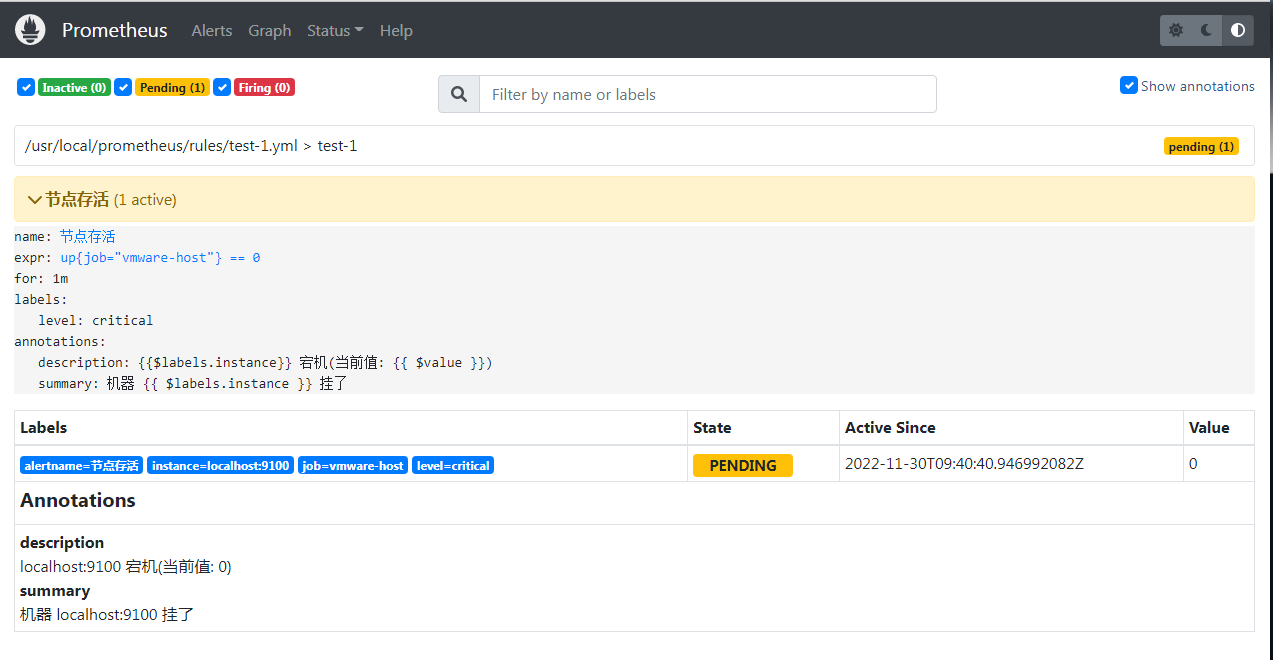 Prometheus Alerts Graph Status Help
Inactive (0) Pending (1) Firing (0) Filter by name or labels Show annotations
/usr/local/prometheus/rules/test-1.yml > test-1 pending (1)
节点存活 (1 active)
name: 节点存活
expr: up{job="vmware-host"} == 0
for: 1m
labels:
level: critical
annotations:
description: {{$labels.instance}} 宕机(当前值: {{ $value }})
summary: 机器 {{ $labels.instance }} 挂了
Labels State Active Since Value
alertname=节点存活 instance=localhost:9100 job=vmware-host level=critical PENDING 2022-11-30T09:40:40.946992082Z 0
Annotations
description
localhost:9100 宕机(当前值: 0)
summary
机器 localhost:9100 挂了